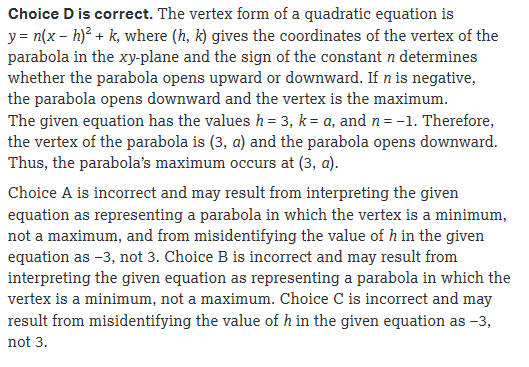 Choice D is correct. The vertex form of a quadratic equation is
y = n(x – h)² + k, where (h, k) gives the coordinates of the vertex of the
parabola in the xy-plane and the sign of the constant n determines
whether the parabola opens upward or downward. If n is negative,
the parabola opens downward and the vertex is the maximum.
The given equation has the values h = 3, k = a, and n = –1. Therefore,
the vertex of the parabola is (3, a) and the parabola opens downward.
Thus, the parabola’s maximum occurs at (3, a).
Choice A is incorrect and may result from interpreting the given
equation as representing a parabola in which the vertex is a minimum,
not a maximum, and from misidentifying the value of h in the given
equation as –3, not 3. Choice B is incorrect and may result from
interpreting the given equation as representing a parabola in which the
vertex is a minimum, not a maximum. Choice C is incorrect and may
result from misidentifying the value of h in the given equation as –3,
not 3.